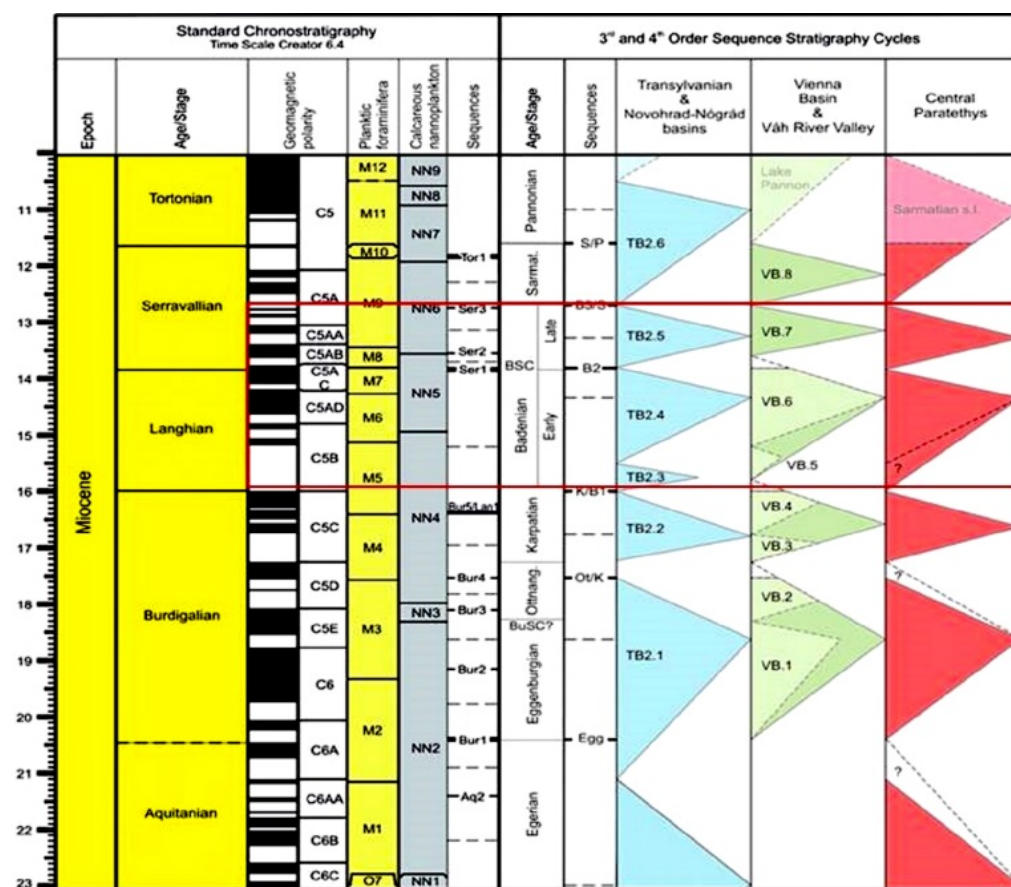 Standard Chronostratigraphy
Time Scale Creator 6.4
3rd and 4th Order Sequence Stratigraphy Cycles
Epoch
Age/Stage
Geomagnetic
polarity
Planktic
foraminifera
Calcareous
nannoplankton
Sequences
Age/Stage
Sequences
Transylvanian
&
Novohrad-Nógrád
basins
Vienna
Basin
&
Váh River Valley
Central
Paratethys
11
12
13
14
15
16
17
18
19
20
21
22
23
Miocene
Tortonian
Serravallian
Langhian
Burdigalian
Aquitanian
C5
C5A
C5AA
C5AB
C5A
C
C5AD
C5B
C5C
C5D
C5E
C6
C6A
C6AA
C6B
C6C
M12
M11
M10
M9
M8
M7
M6
M5
M4
M3
M2
M1
O7
NN9
NN8
NN7
NN6
NN5
NN4
NN3
NN2
NN1
Tor1
Ser3
Ser2
Ser1
Bur5/Lan1
Bur4
Bur3
Bur2
Bur1
Aq2
Pannonian
Sarmat.
BSC
Badenian
Late
Early
Karpatian
Ottnang.
BuSC?
Eggenburgian
Egerian
S/P
B3/S
B2
K/B1
Ot/K
Egg
TB2.6
TB2.5
TB2.4
TB2.3
TB2.2
TB2.1
Lake
Pannon
VB.8
VB.7
VB.6
VB.5
VB.4
VB.3
VB.2
VB.1
Sarmatian s.l.
?
?
?